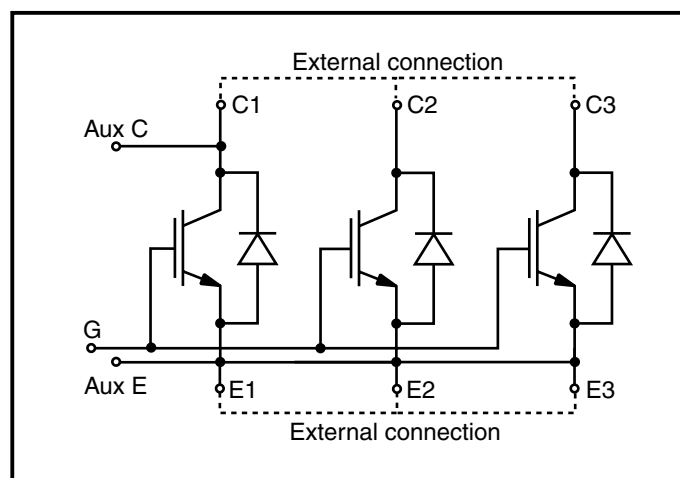 External connection
C1
C2
C3
Aux C
G
Aux E
E1
E2
E3
External connection